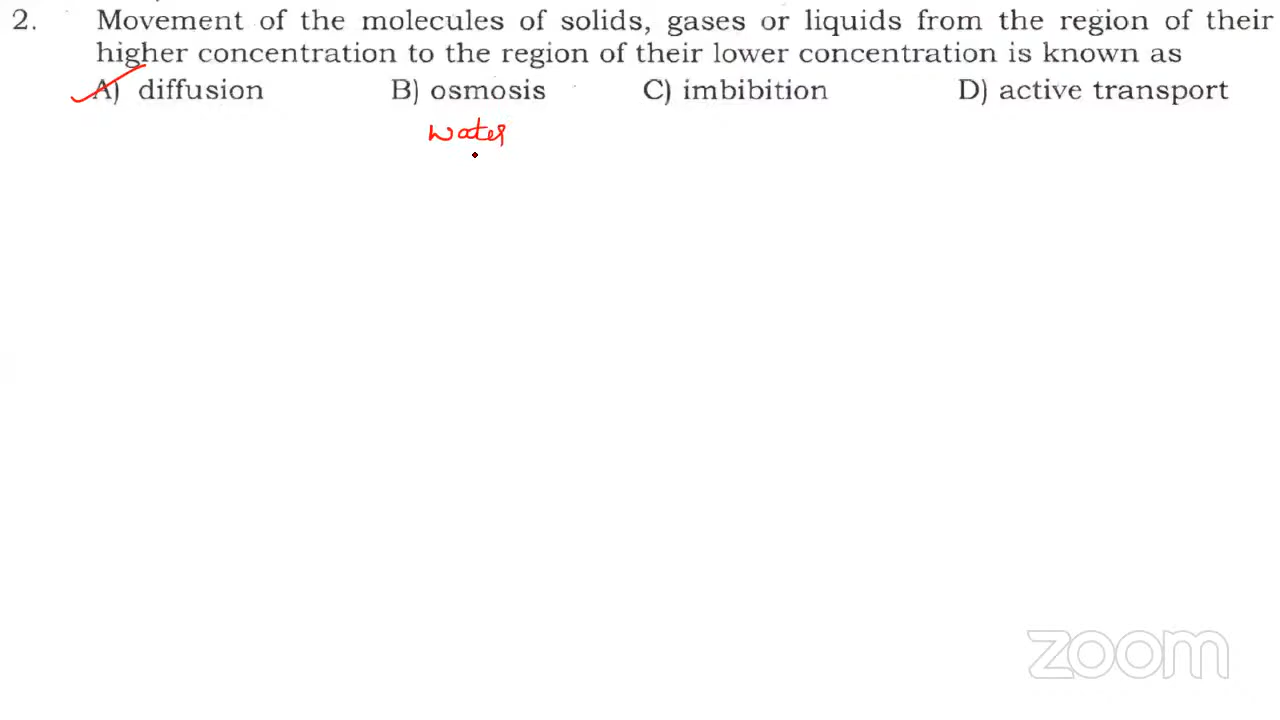 2. Movement of the molecules of solids, gases or liquids from the region of their
higher concentration to the region of their lower concentration is known as
A) diffusion B) osmosis C) imbibition D) active transport
water
zoom